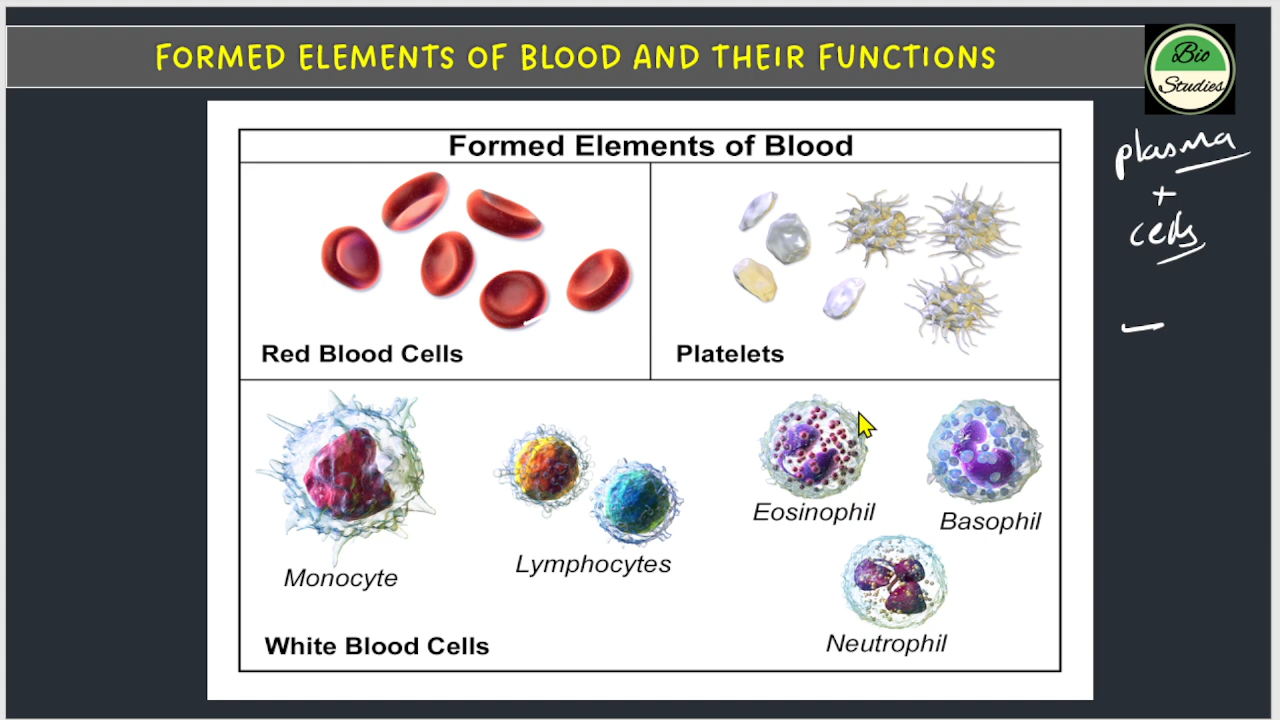 FORMED ELEMENTS OF BLOOD AND THEIR FUNCTIONS
Bio
Studies
plasma
+
cells
Formed Elements of Blood
Red Blood Cells
Platelets
Monocyte
Lymphocytes
Eosinophil
Basophil
Neutrophil
White Blood Cells